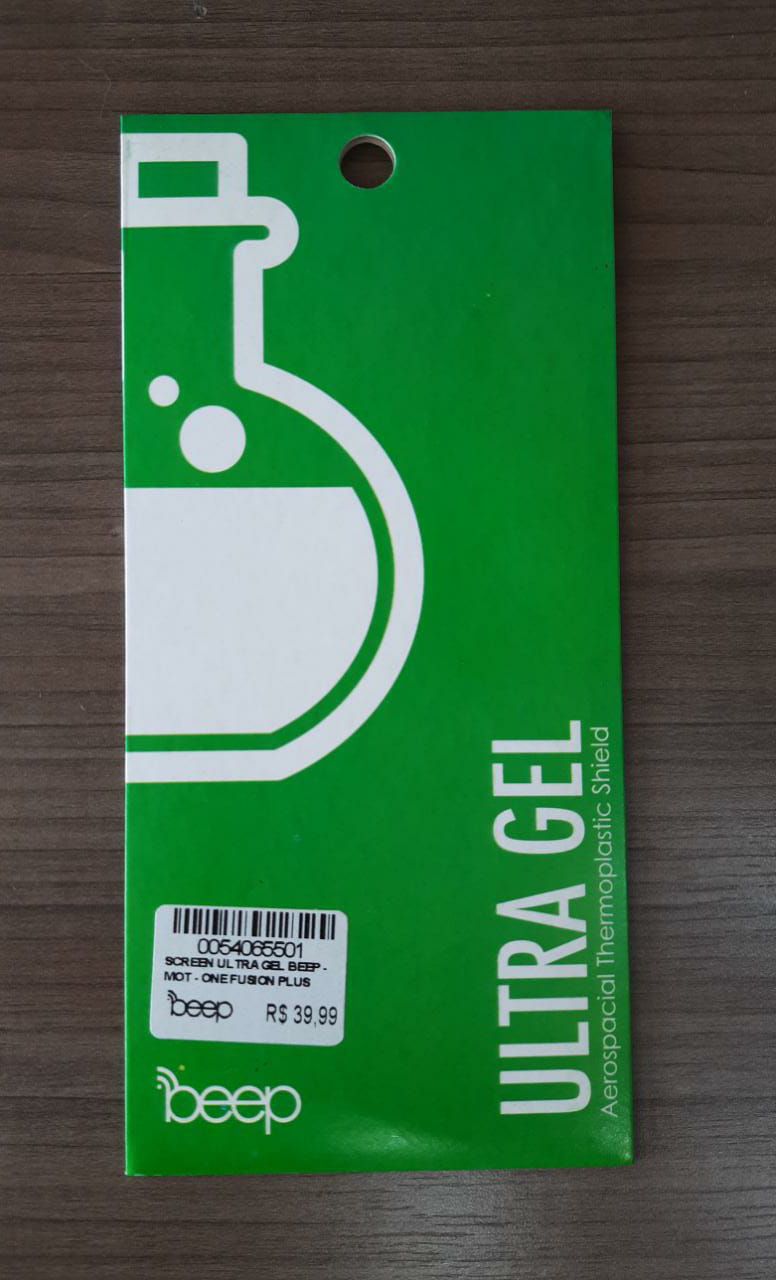 ULTRA GEL
Aerospacial Thermoplastic Shield
0054065501
SCREEN ULTRA GEL BEEP -
MOT - ONE FUSION PLUS
beep R$ 39,99
beep